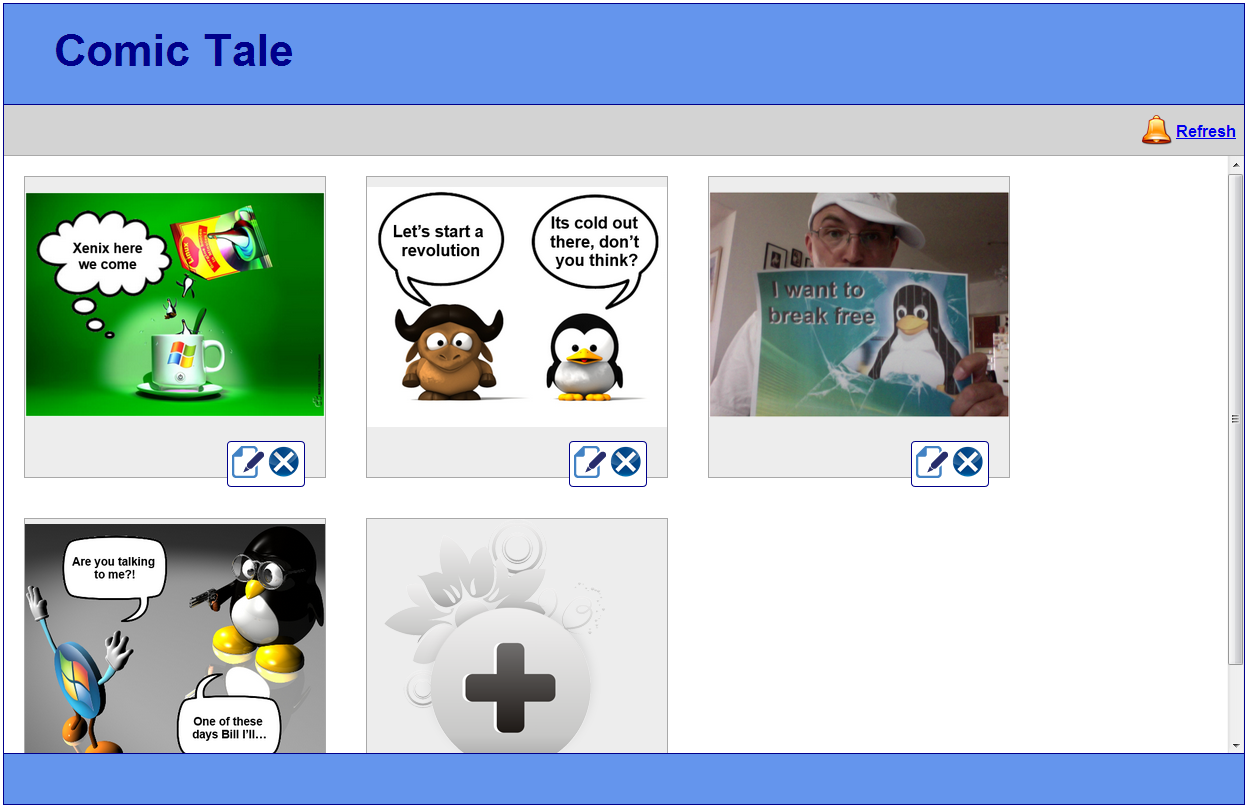 Comic Tale
Refresh
Xenix here
we come
Linux
Let's start a
revolution
Its cold out
there, don't
you think?
I want to
break free
Are you talking
to me?!
One of these
days Bill I'll...